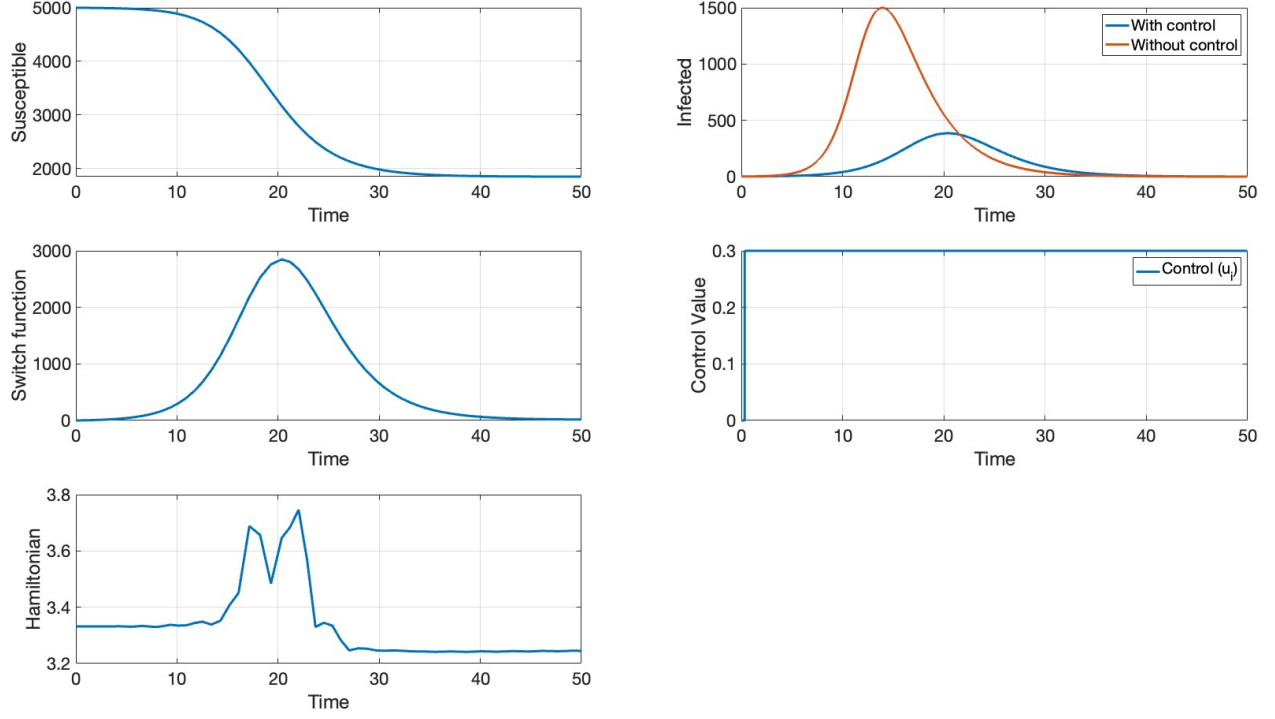 5000
4000
3000
2000
Susceptible
0 10 20 30 40 50
Time
1500
1000
500
0
Infected
With control
Without control
0 10 20 30 40 50
Time
3000
2000
1000
0
Switch function
0 10 20 30 40 50
Time
0.3
0.2
0.1
0
Control Value
Control (u_i)
0 10 20 30 40 50
Time
3.8
3.6
3.4
3.2
Hamiltonian
0 10 20 30 40 50
Time